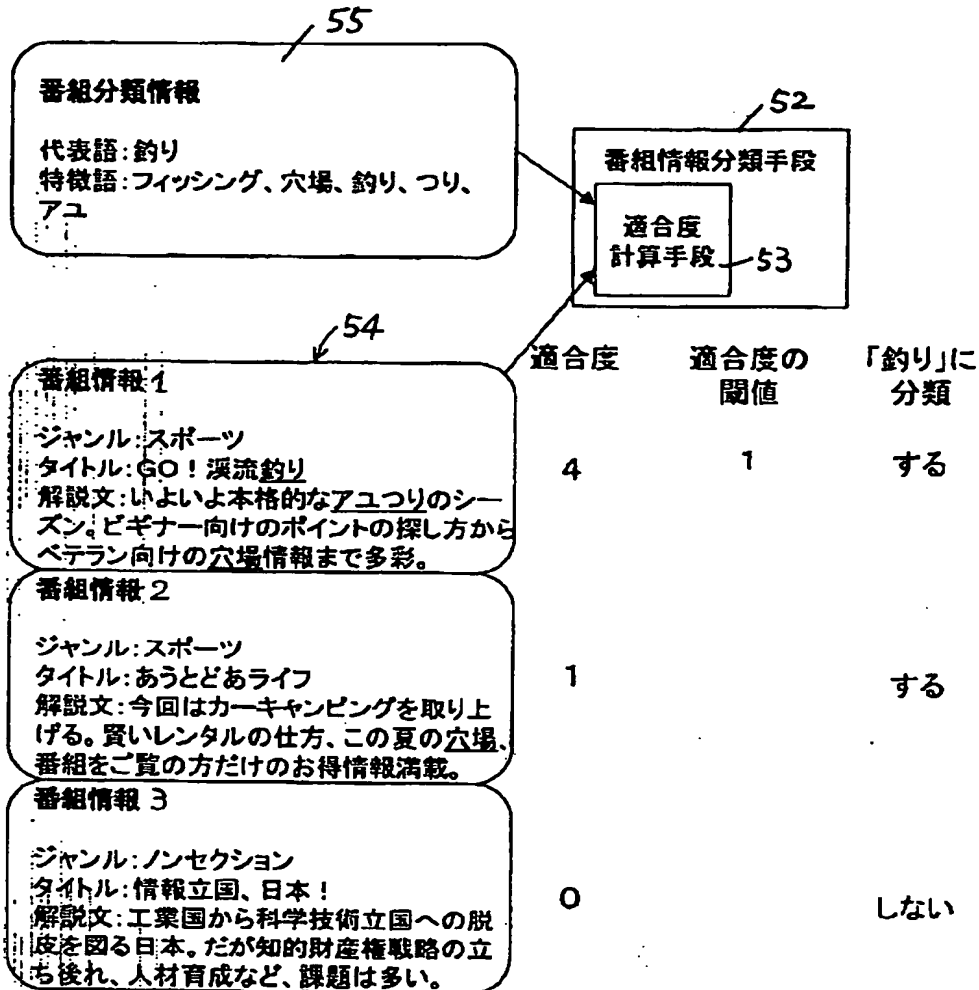 55
番組分類情報
代表語:釣り
特徴語:フィッシング、穴場、釣り、つり、
アユ
52
番組情報分類手段
適合度
計算手段
53
54
適合度
適合度の
閾値
「釣り」に
分類
番組情報1
ジャンル:スポーツ
タイトル:GO!渓流釣り
解説文:いよいよ本格的なアユつりのシー
ズン。ビギナー向けのポイントの探し方から
ベテラン向けの穴場情報まで多彩。
4
1
する
番組情報2
ジャンル:スポーツ
タイトル:あうとどあライフ
解説文:今回はカーキャンピングを取り上
げる。賢いレンタルの仕方、この夏の穴場、
番組をご覧の方だけのお得情報満載。
1
する
番組情報3
ジャンル:ノンセクション
タイトル:情報立国、日本!
解説文:工業国から科学技術立国への脱
皮を図る日本。だが知的財産権戦略の立
ち後れ、人材育成など、課題は多い。
0
しない